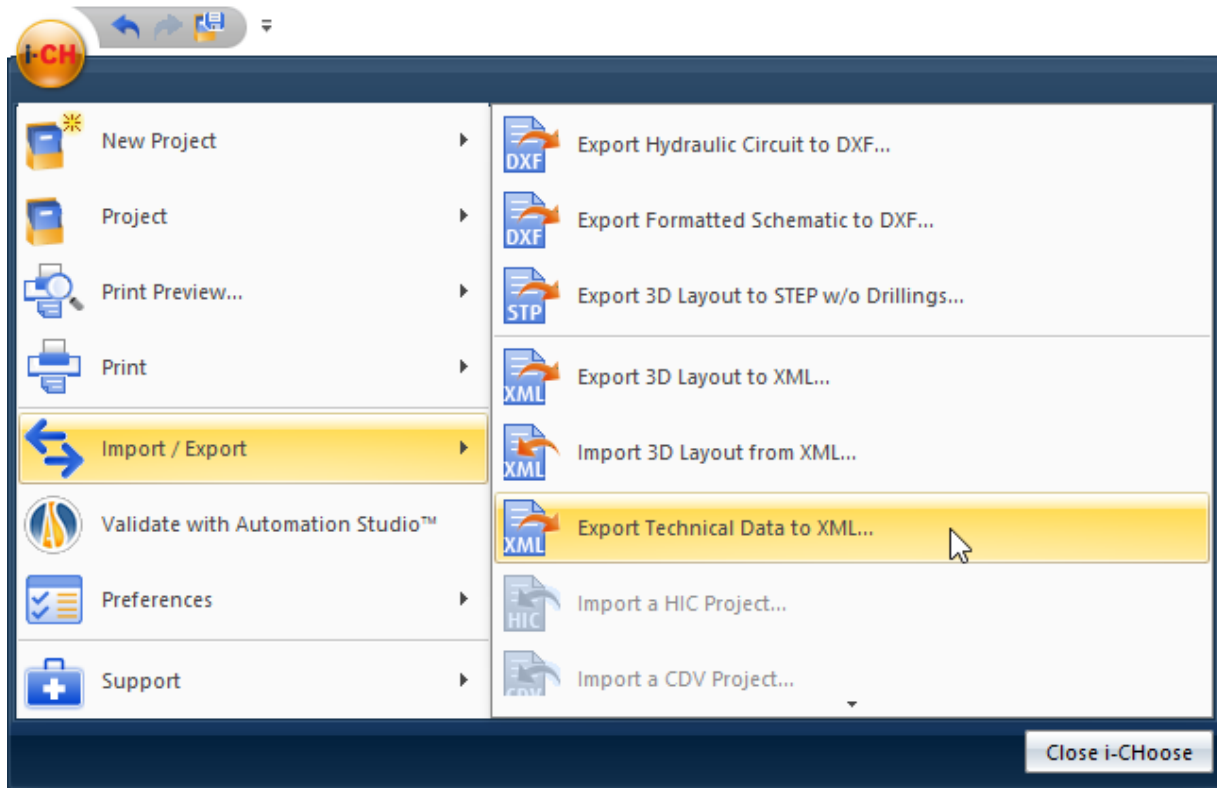 i-CH
New Project
Project
Print Preview...
Print
Import / Export
Validate with Automation Studio™
Preferences
Support
DXF
Export Hydraulic Circuit to DXF...
DXF
Export Formatted Schematic to DXF...
STP
Export 3D Layout to STEP w/o Drillings...
XML
Export 3D Layout to XML...
XML
Import 3D Layout from XML...
XML
Export Technical Data to XML...
HIC
Import a HIC Project...
CDV
Import a CDV Project...
Close i-CHoose